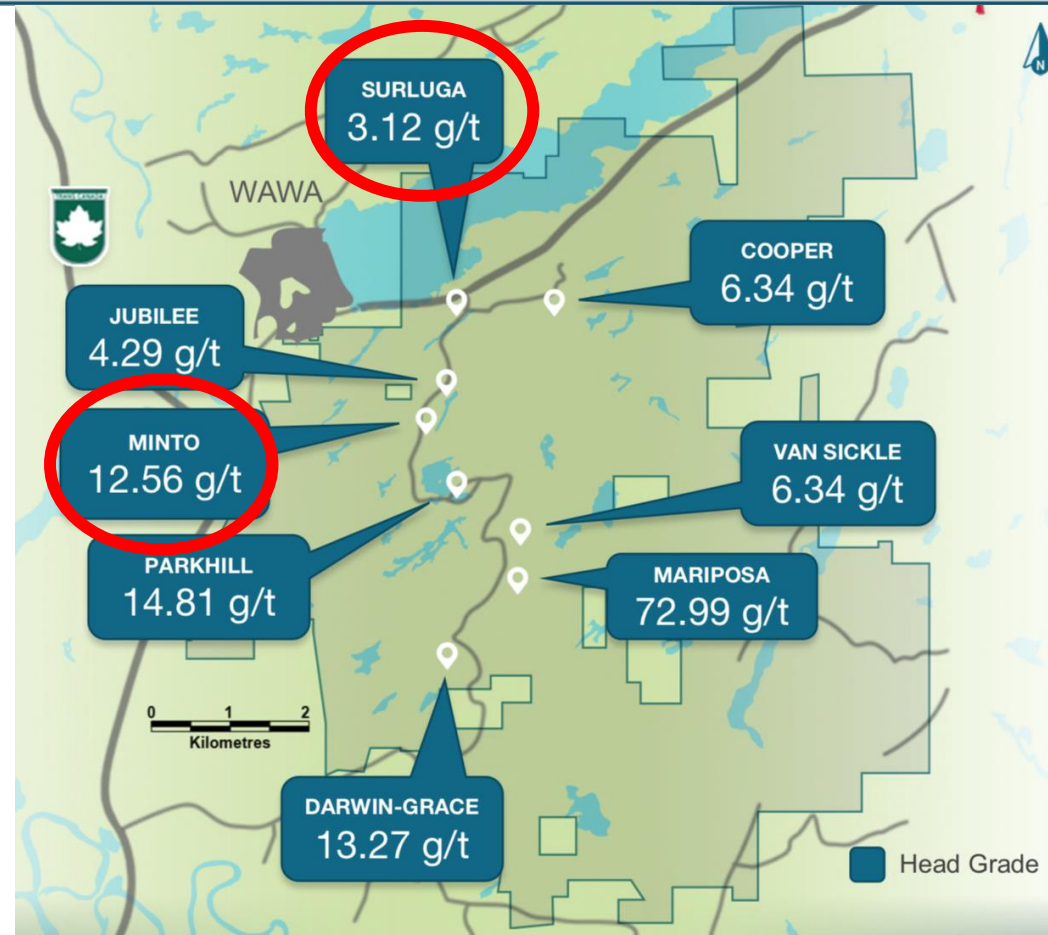 N
SURLUGA
3.12 g/t
WAWA
COOPER
6.34 g/t
JUBILEE
4.29 g/t
MINTO
12.56 g/t
VAN SICKLE
6.34 g/t
PARKHILL
14.81 g/t
MARIPOSA
72.99 g/t
0 1 2
Kilometres
DARWIN-GRACE
13.27 g/t
Head Grade